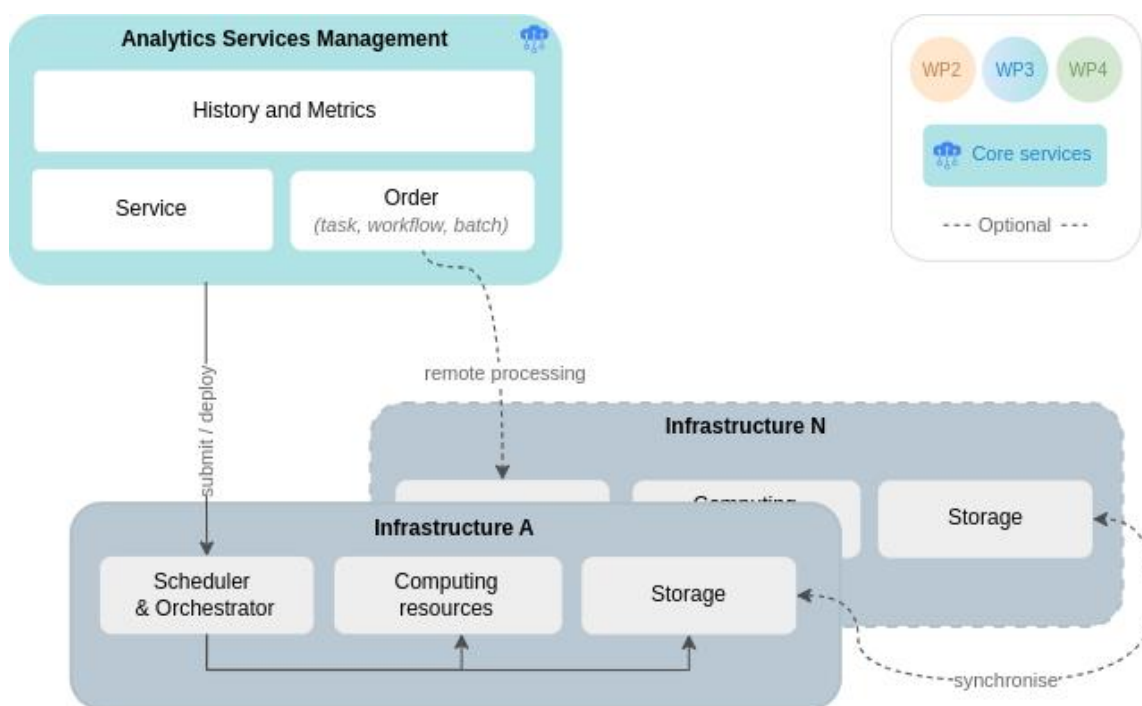 Analytics Services Management
History and Metrics
Service
Order
(task, workflow, batch)
WP2
WP3
WP4
Core services
--- Optional ---
submit / deploy
remote processing
Infrastructure N
Storage
Infrastructure A
Scheduler
& Orchestrator
Computing
resources
Storage
synchronise